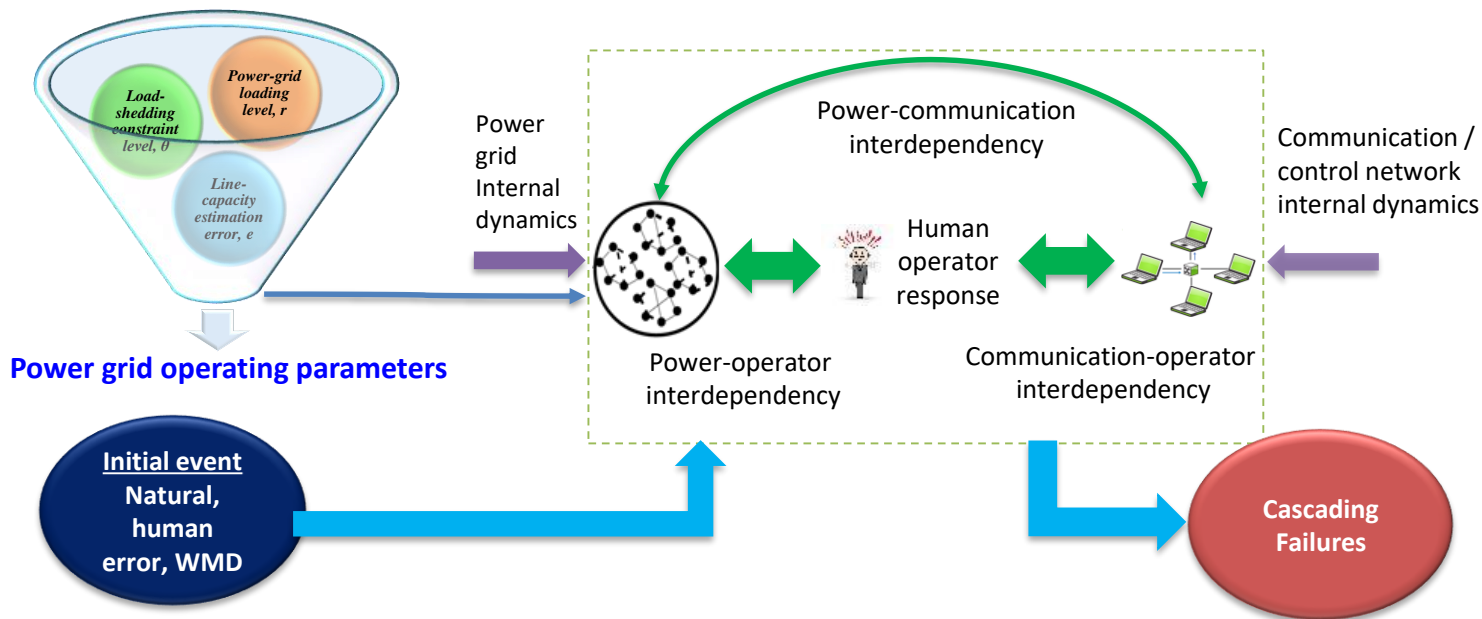 Load-
shedding
constraint
level, θ
Power-grid
loading
level, r
Line-
capacity
estimation
error, e
Power grid operating parameters
Power
grid
Internal
dynamics
Power-communication
interdependency
Human
operator
response
Communication /
control network
internal dynamics
Power-operator
interdependency
Communication-operator
interdependency
Initial event
Natural,
human
error, WMD
Cascading
Failures